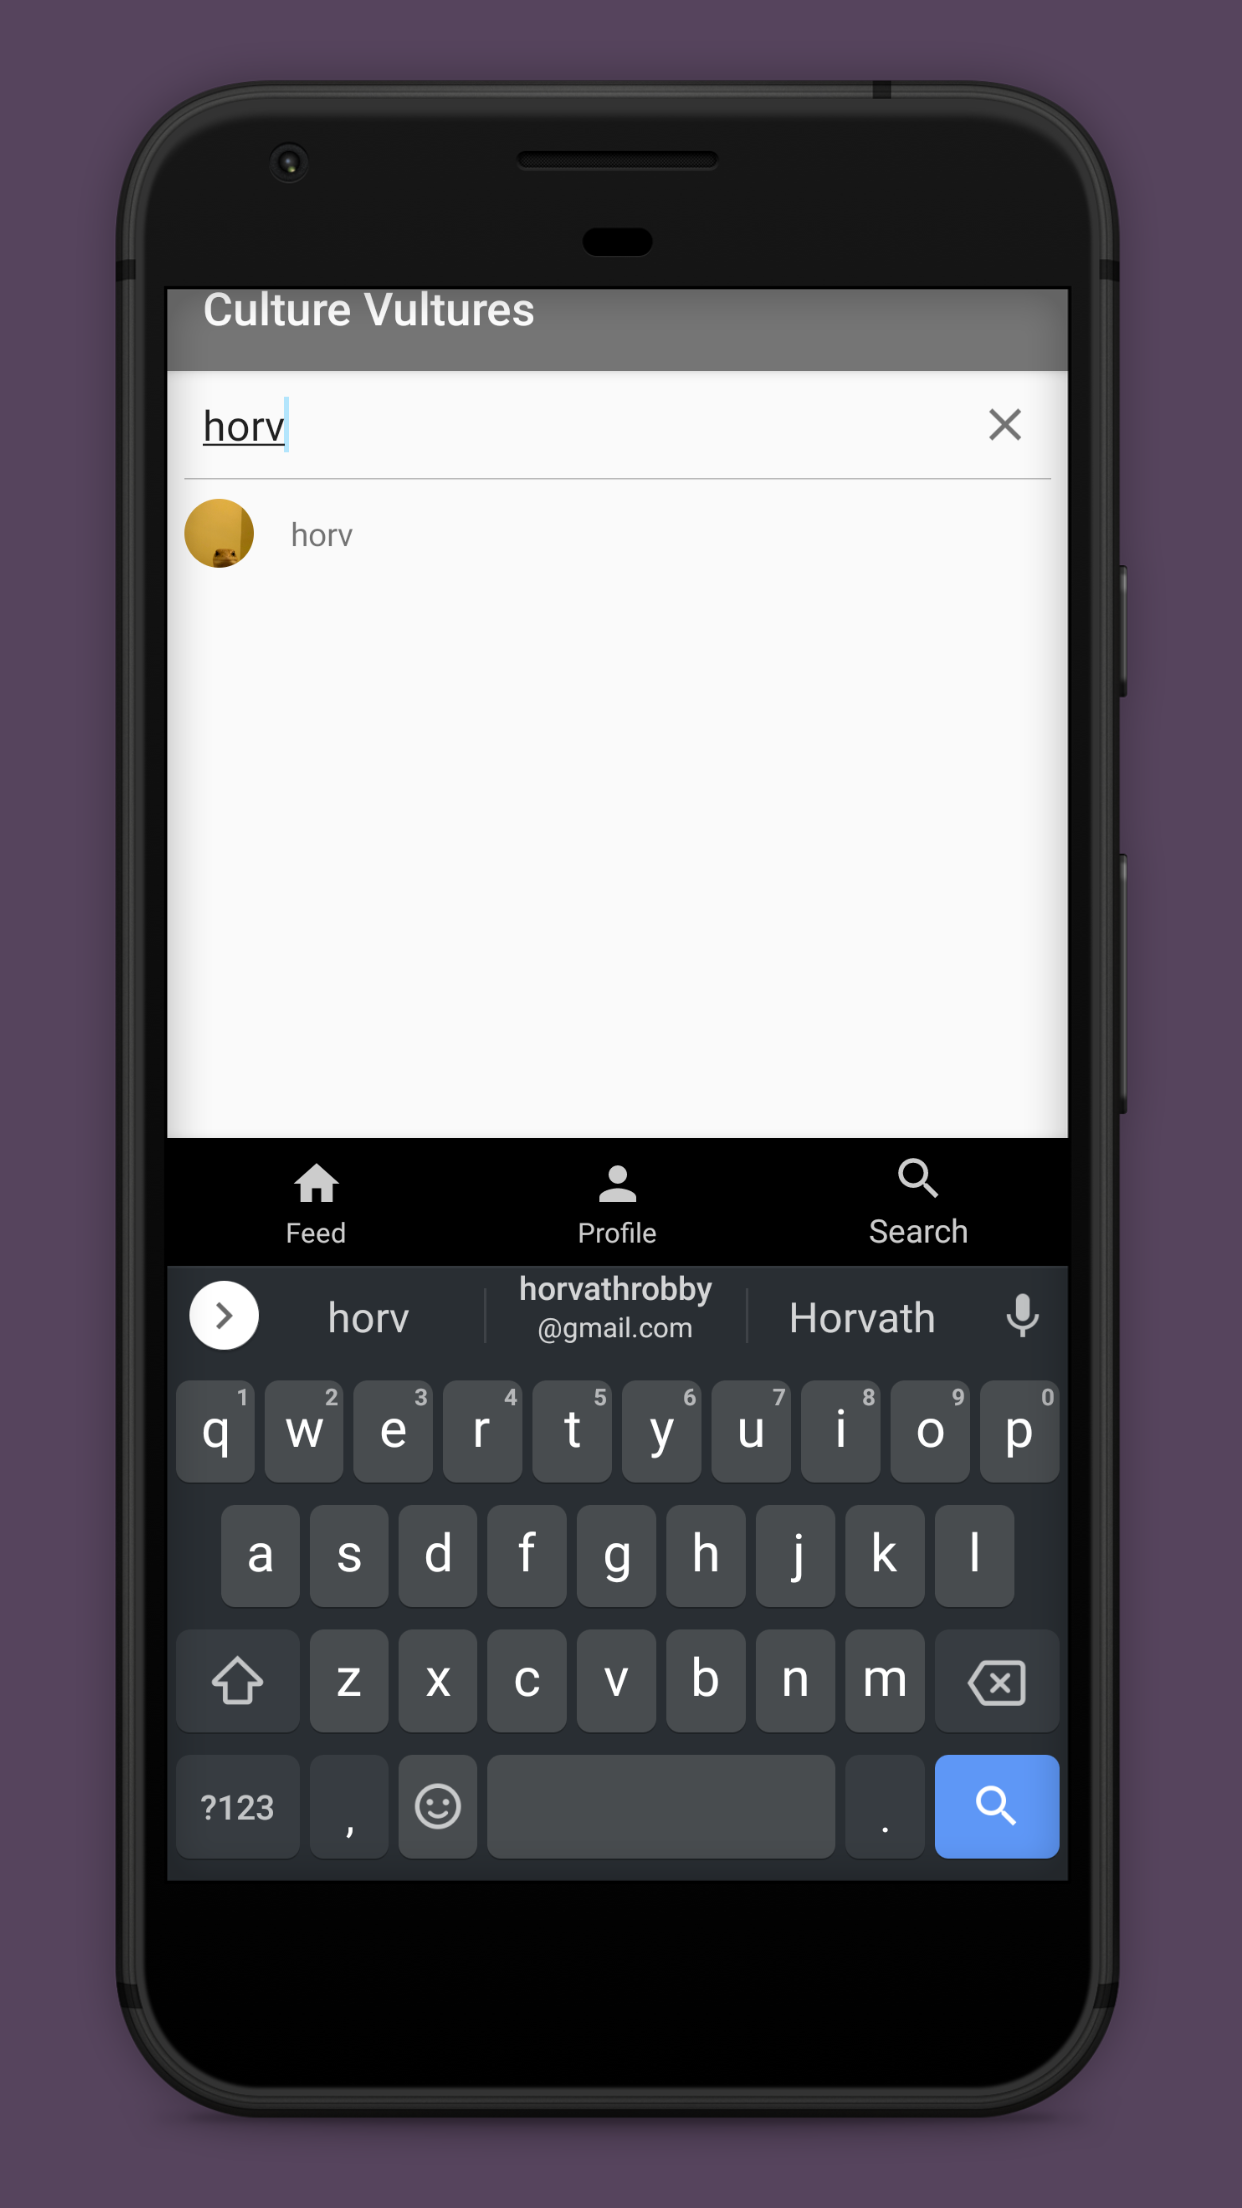 Culture Vultures
horv
horv
Feed Profile Search
horv horvathrobby @gmail.com Horvath
1 2 3 4 5 6 7 8 9 0
q w e r t y u i o p
a s d f g h j k l
z x c v b n m
?123 , .